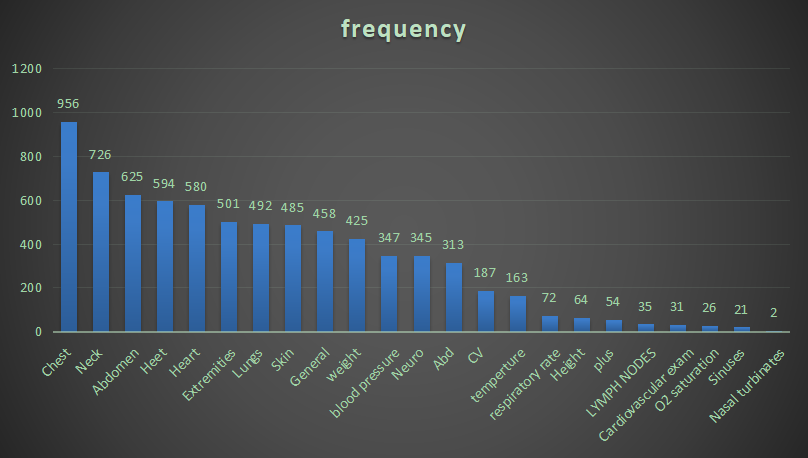 frequency
1200
1000
800
600
400
200
0
956
726
625
594
580
501
492
485
458
425
347
345
313
187
163
72
64
54
35
31
26
21
2
Chest
Neck
Abdomen
Heet
Heart
Extremities
Lungs
Skin
General
weight
blood pressure
Neuro
Abd
CV
temperture
respiratory rate
Height
plus
LYMPH NODES
Cardiovascular exam
O2 saturation
Sinuses
Nasal turbinates